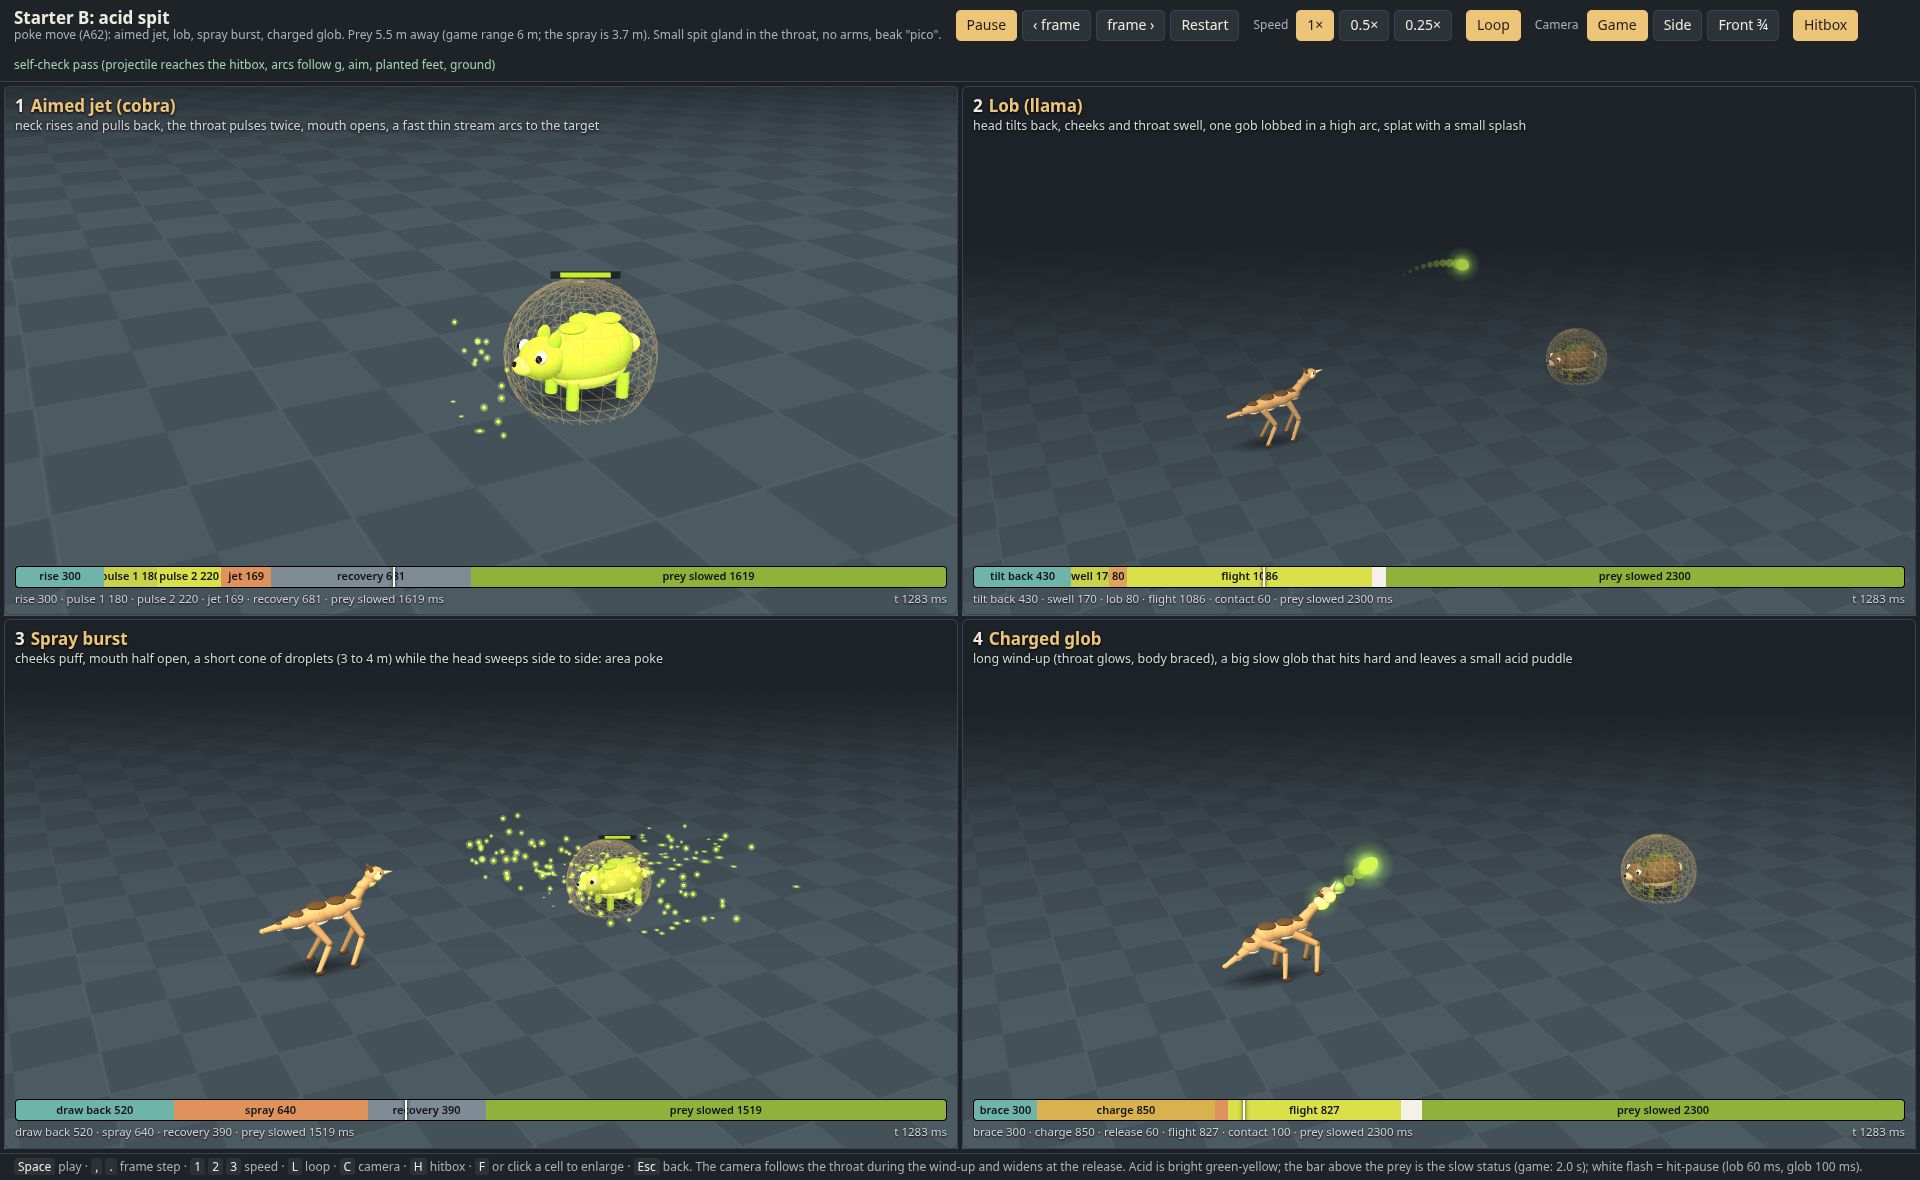 Starter B: acid spit
poke move (A62): aimed jet, lob, spray burst, charged glob. Prey 5.5 m away (game range 6 m; the spray is 3.7 m). Small spit gland in the throat, no arms, beak "pico".
Pause ‹ frame frame › Restart Speed 1× 0.5× 0.25× Loop Camera Game Side Front ¾ Hitbox
self-check pass (projectile reaches the hitbox, arcs follow g, aim, planted feet, ground)
1 Aimed jet (cobra)
neck rises and pulls back, the throat pulses twice, mouth opens, a fast thin stream arcs to the target
rise 300 pulse 1 180 pulse 2 220 jet 169 recovery 681 prey slowed 1619
rise 300 · pulse 1 180 · pulse 2 220 · jet 169 · recovery 681 · prey slowed 1619 ms
t 1283 ms
2 Lob (llama)
head tilts back, cheeks and throat swell, one gob lobbed in a high arc, splat with a small splash
tilt back 430 well 17 80 flight 1086 prey slowed 2300
tilt back 430 · swell 170 · lob 80 · flight 1086 · contact 60 · prey slowed 2300 ms
t 1283 ms
3 Spray burst
cheeks puff, mouth half open, a short cone of droplets (3 to 4 m) while the head sweeps side to side: area poke
draw back 520 spray 640 recovery 390 prey slowed 1519
draw back 520 · spray 640 · recovery 390 · prey slowed 1519 ms
t 1283 ms
4 Charged glob
long wind-up (throat glows, body braced), a big slow glob that hits hard and leaves a small acid puddle
brace 300 charge 850 flight 827 prey slowed 2300
brace 300 · charge 850 · release 60 · flight 827 · contact 100 · prey slowed 2300 ms
t 1283 ms
Space play · , . frame step · 1 2 3 speed · L loop · C camera · H hitbox · F or click a cell to enlarge · Esc back. The camera follows the throat during the wind-up and widens at the release. Acid is bright green-yellow; the bar above the prey is the slow status (game: 2.0 s); white flash = hit-pause (lob 60 ms, glob 100 ms).